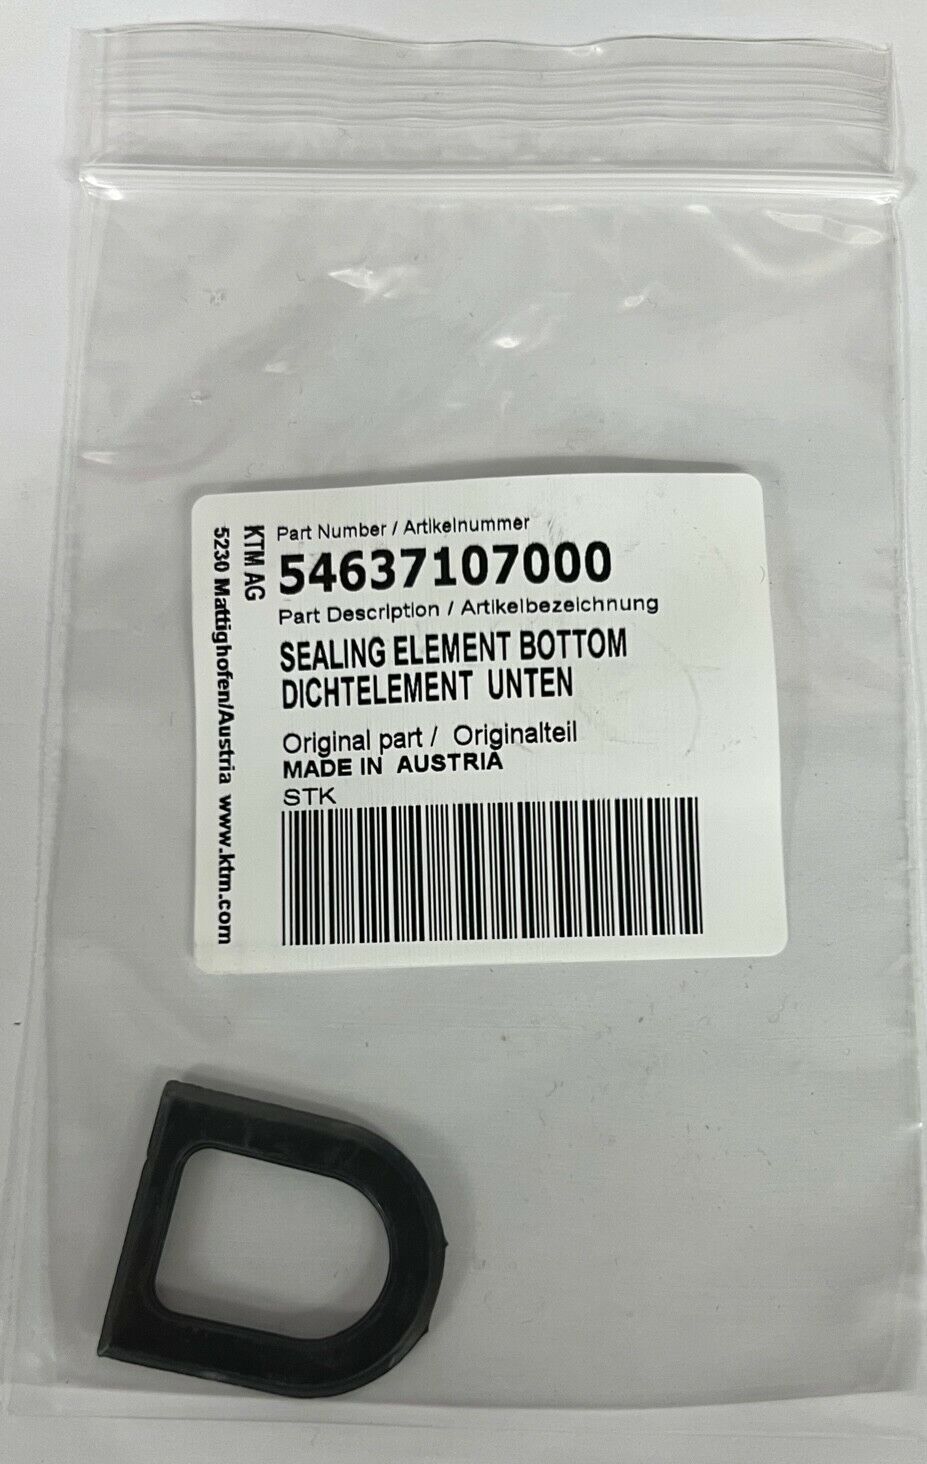 Part Number / Artikelnummer
54637107000
Part Description / Artikelbezeichnung
SEALING ELEMENT BOTTOM
DICHTELEMENT UNTEN
Original part / Originalteil
MADE IN AUSTRIA
STK
KTM AG
5230 Mattighofen/Austria www.ktm.com